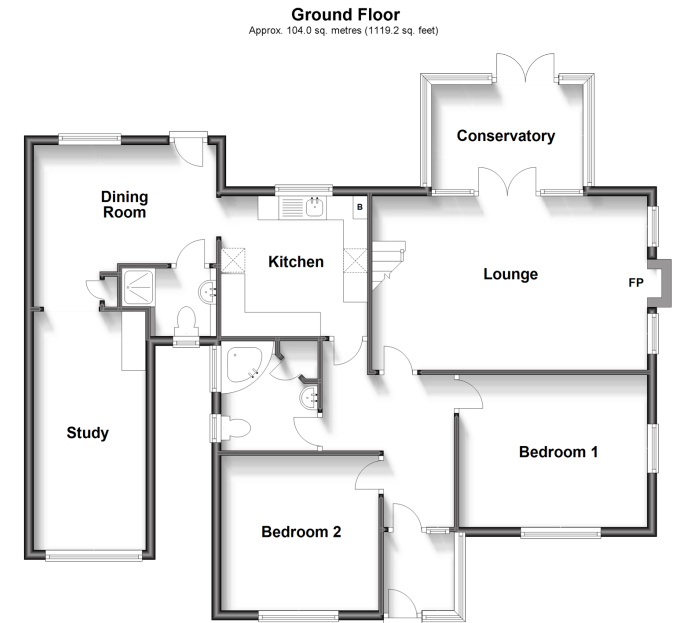 Ground Floor
Approx. 104.0 sq. metres (1119.2 sq. feet)
Conservatory
Dining
Room
B
Kitchen
Lounge
FP
Study
Bedroom 1
Bedroom 2